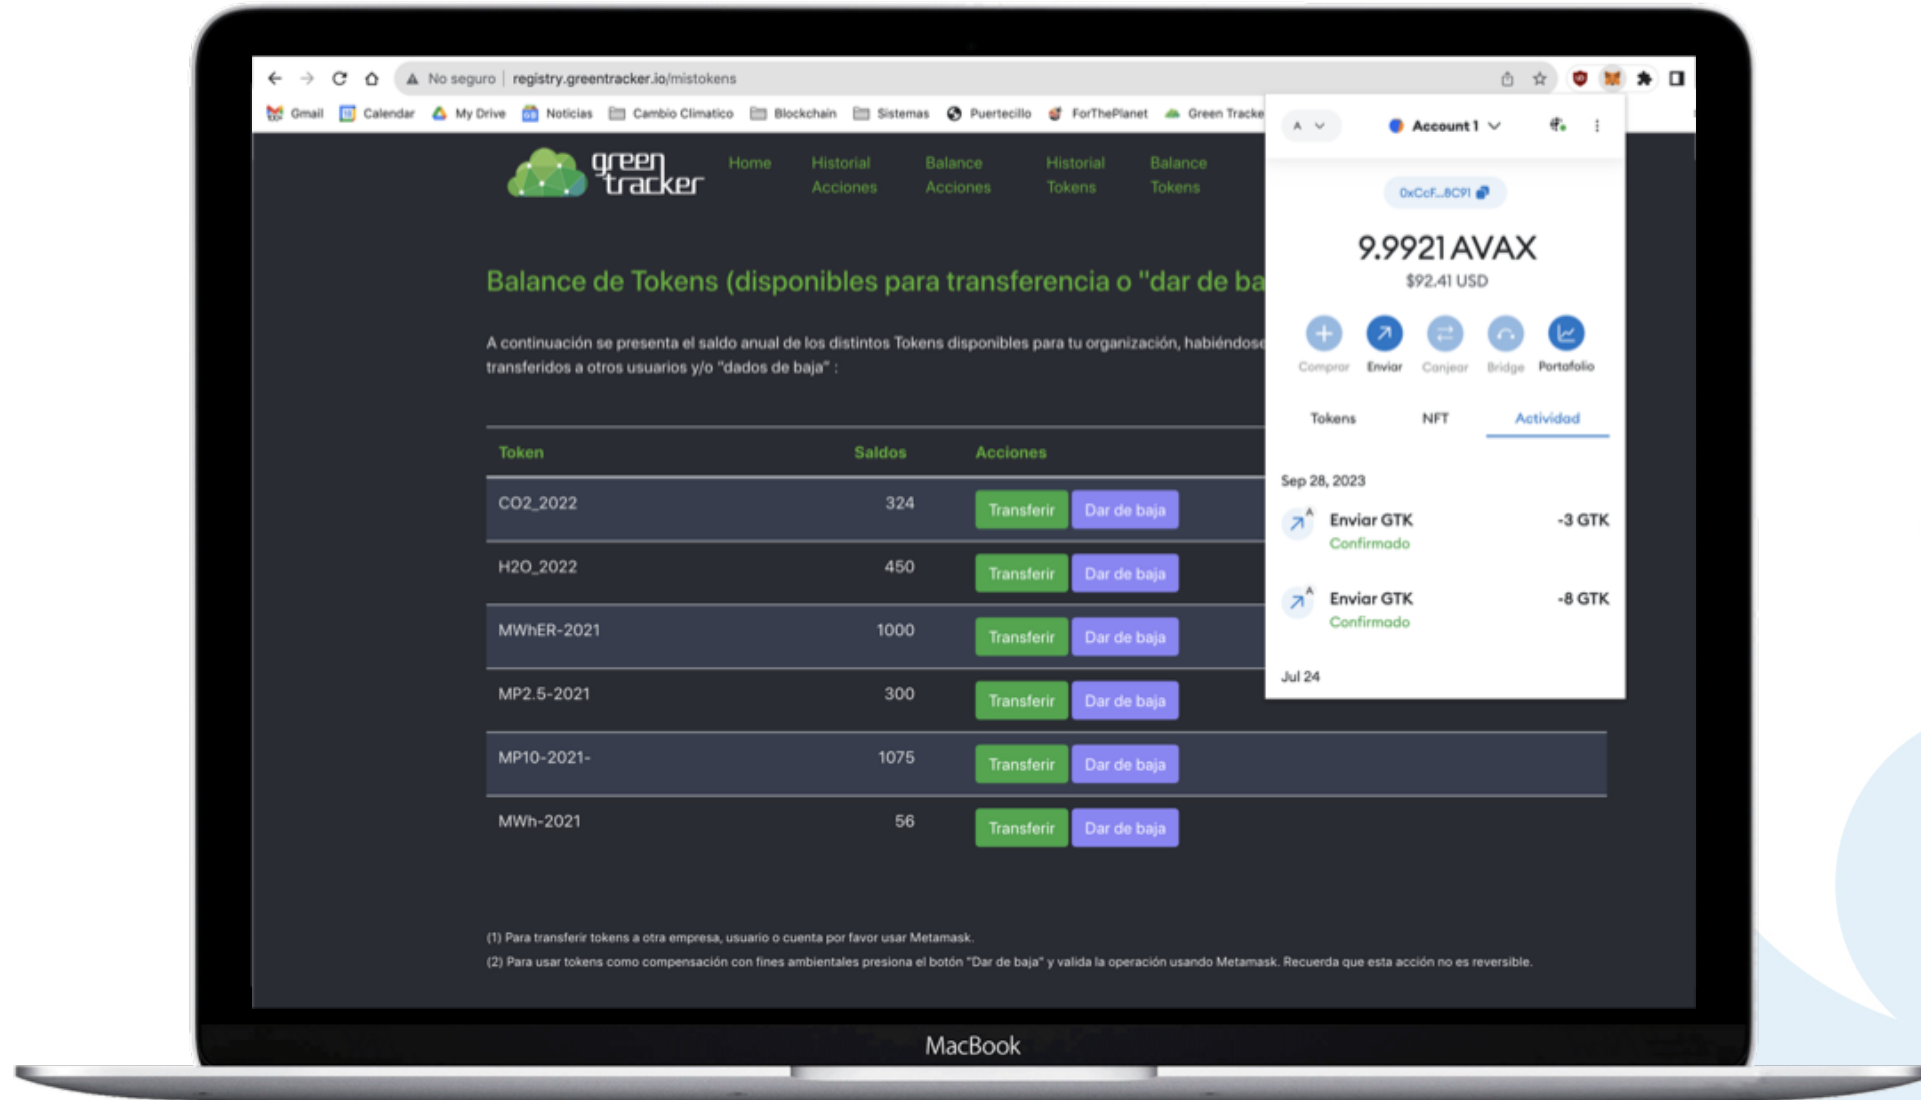 No seguro | registry.greentracker.io/mistokens
Gmail Calendar My Drive Noticias Cambio Climatico Blockchain Sistemas Puertecillo ForThePlanet Green Tracke
green
tracker
Home Historial Acciones Balance Acciones Historial Tokens Balance Tokens
Balance de Tokens (disponibles para transferencia o "dar de ba
A continuación se presenta el saldo anual de los distintos Tokens disponibles para tu organización, habiéndose
transferidos a otros usuarios y/o "dados de baja" :
Token Saldos Acciones
CO2_2022 324 Transferir Dar de baja
H2O_2022 450 Transferir Dar de baja
MWhER-2021 1000 Transferir Dar de baja
MP2.5-2021 300 Transferir Dar de baja
MP10-2021- 1075 Transferir Dar de baja
MWh-2021 56 Transferir Dar de baja
(1) Para transferir tokens a otra empresa, usuario o cuenta por favor usar Metamask.
(2) Para usar tokens como compensación con fines ambientales presiona el botón "Dar de baja" y valida la operación usando Metamask. Recuerda que esta acción no es reversible.
A Account 1
0xCcF...8C91
9.9921 AVAX
$92.41 USD
Comprar Enviar Canjear Bridge Portafolio
Tokens NFT Actividad
Sep 28, 2023
A Enviar GTK -3 GTK
Confirmado
A Enviar GTK -8 GTK
Confirmado
Jul 24
MacBook